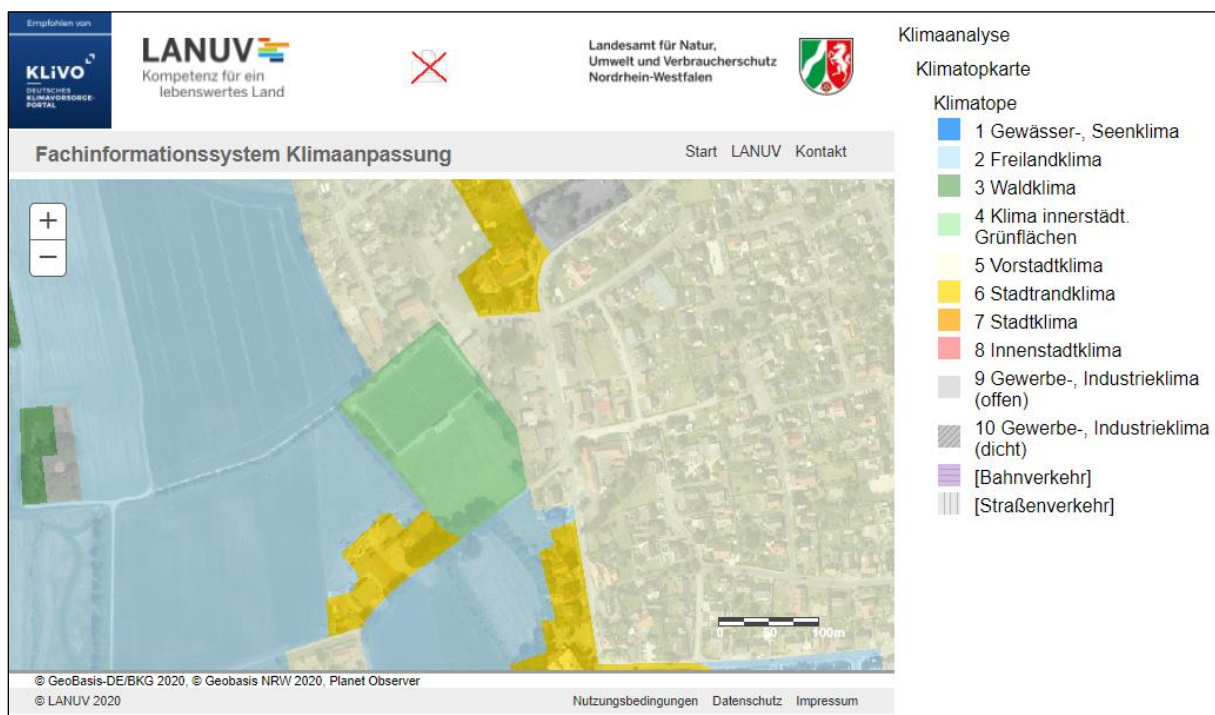 Empfohlen von
KLiVO
DEUTSCHES
KLIMAVORSORGE-
PORTAL
LANUV
Kompetenz für ein
lebenswertes Land
Landesamt für Natur,
Umwelt und Verbraucherschutz
Nordrhein-Westfalen
Fachinformationssystem Klimaanpassung
Start LANUV Kontakt
+
−
0 50 100m
© GeoBasis-DE/BKG 2020, © Geobasis NRW 2020, Planet Observer
© LANUV 2020
Nutzungsbedingungen Datenschutz Impressum
Klimaanalyse
Klimatopkarte
Klimatope
1 Gewässer-, Seenklima
2 Freilandklima
3 Waldklima
4 Klima innerstädt.
Grünflächen
5 Vorstadtklima
6 Stadtrandklima
7 Stadtklima
8 Innenstadtklima
9 Gewerbe-, Industrieklima
(offen)
10 Gewerbe-, Industrieklima
(dicht)
[Bahnverkehr]
[Straßenverkehr]